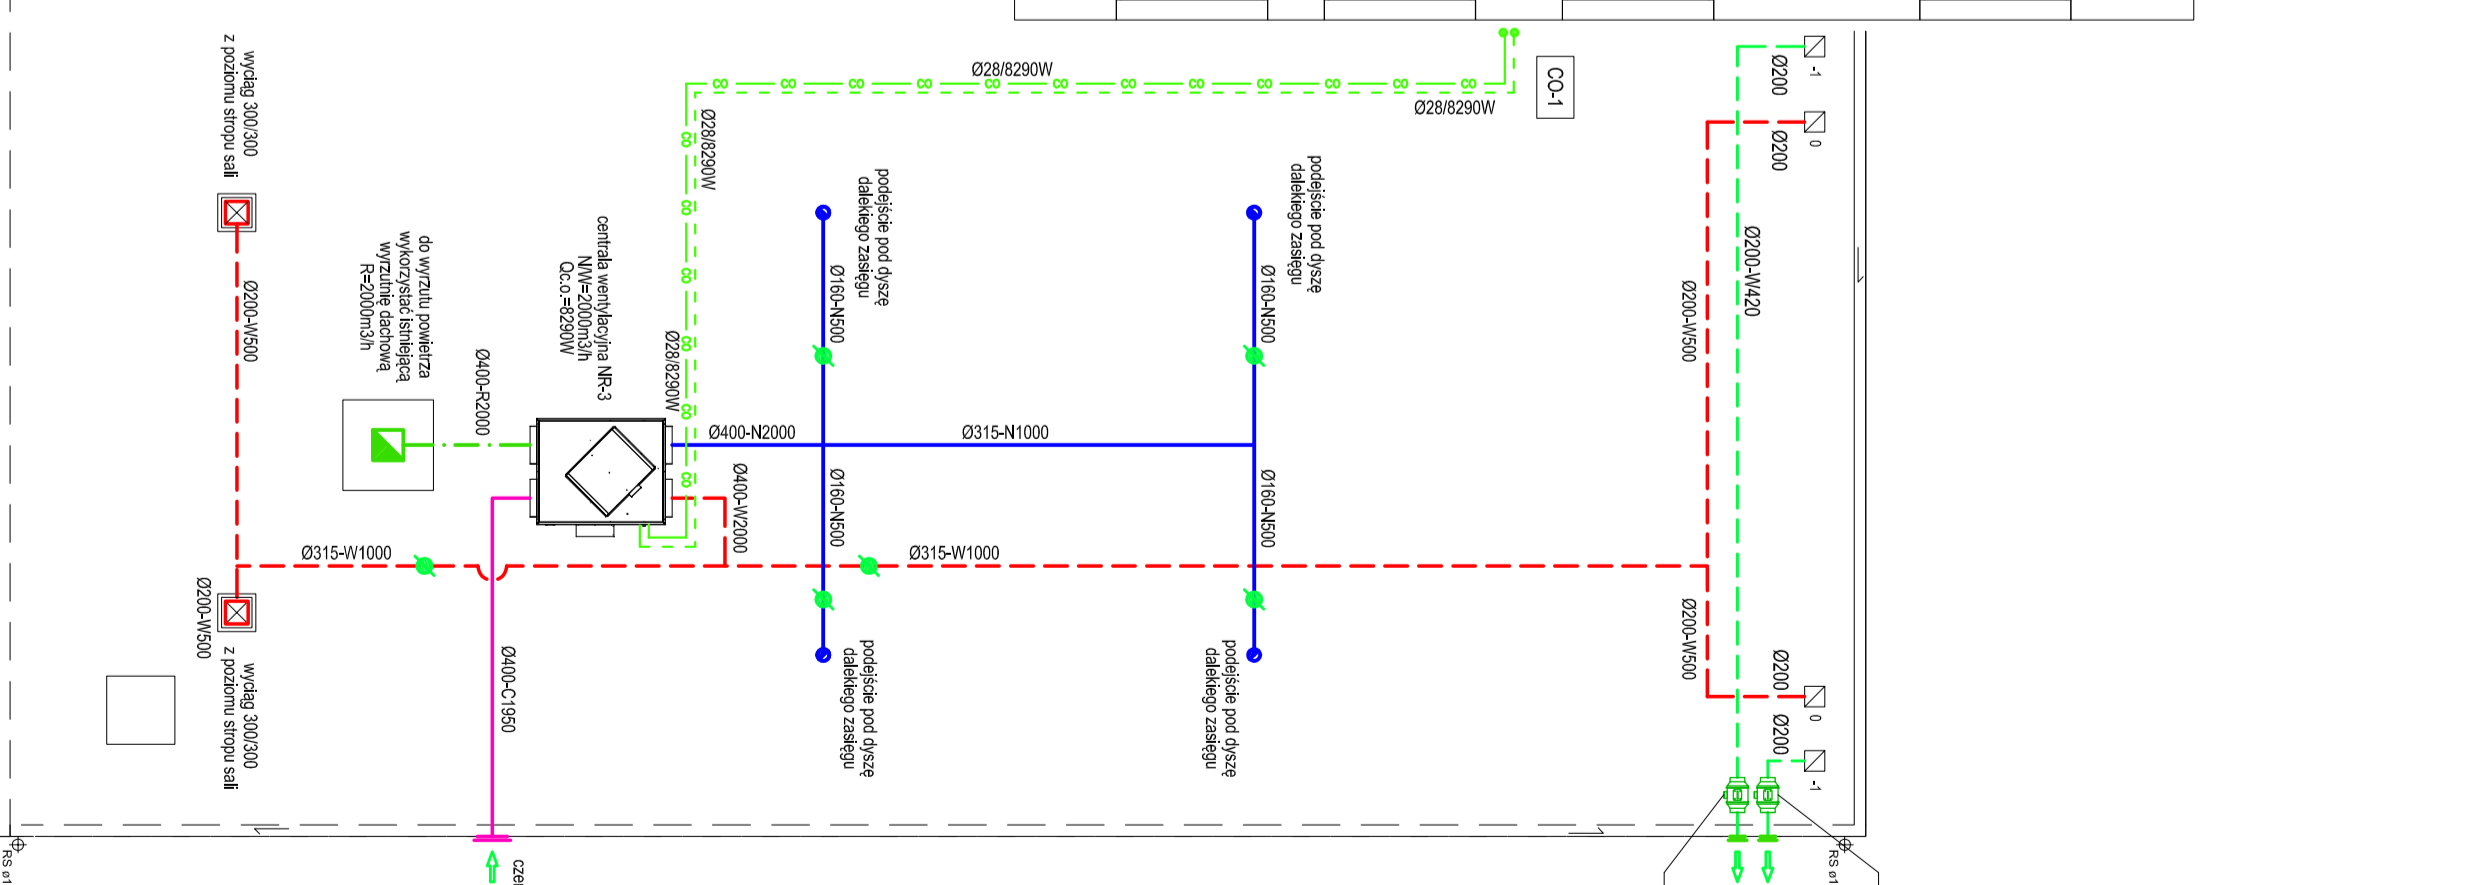 wyciąg 300/300
z poziomu stropu sali
Ø200-W500
do wyrzutu powietrza
wykorzystać istniejącą
wyrzutnię dachową
R=2000m3/h
Ø400-R2000
centrala wentylacyjna NR-3
N/W=2000m3/h
Qc.o.=8290W
Ø28/8290W
Ø28/8290W
Ø28/8290W
Ø28/8290W
CO-1
podejście pod dyszę
dalekiego zasięgu
Ø160-N500
podejście pod dyszę
dalekiego zasięgu
Ø160-N500
Ø400-N2000
Ø315-N1000
Ø400-W2000
Ø160-N500
Ø160-N500
Ø315-W1000
Ø315-W1000
Ø200-W500
wyciąg 300/300
z poziomu stropu sali
Ø400-C1950
podejście pod dyszę
dalekiego zasięgu
podejście pod dyszę
dalekiego zasięgu
Ø200
-1
Ø200
0
Ø200-W420
Ø200-W500
Ø200-W500
Ø200
0
Ø200
-1
RS ø1
RS ø1